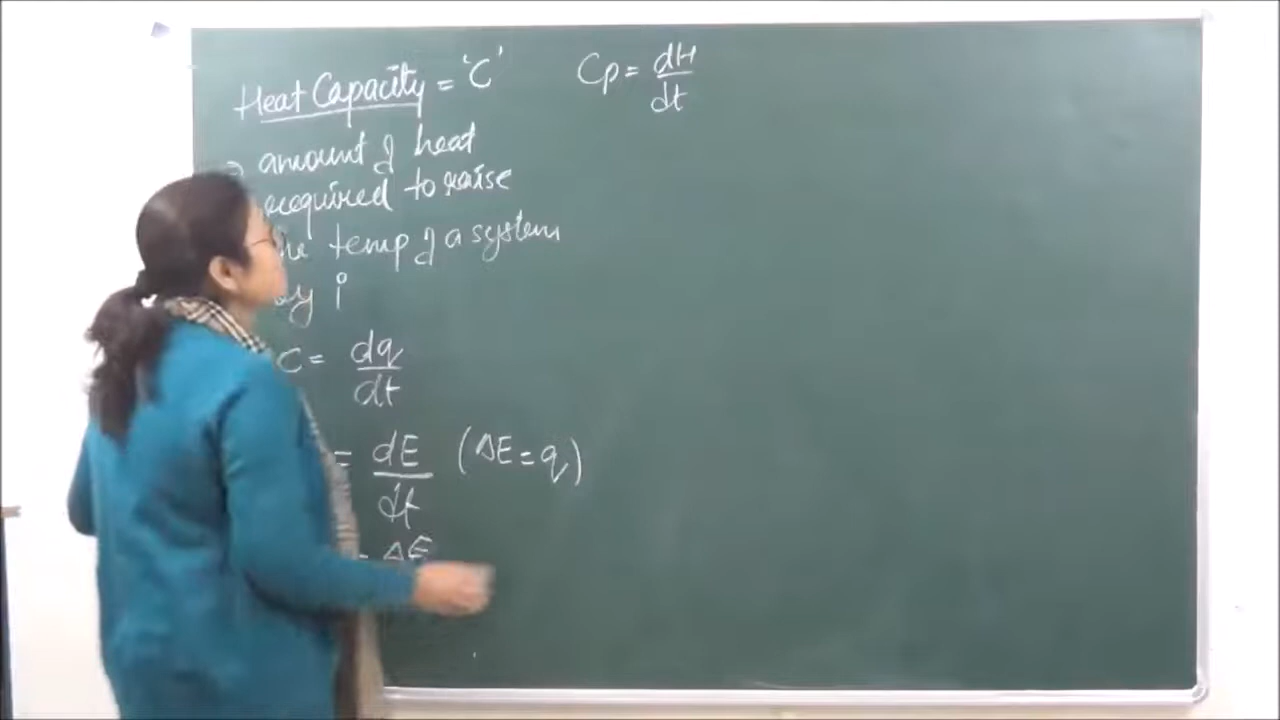 Heat Capacity = 'C'
amount of heat
required to raise
the temp of a system
by 1°
C = dq/dt
= dE/dt (ΔE = q)
= ΔE
Cp = dH/dt